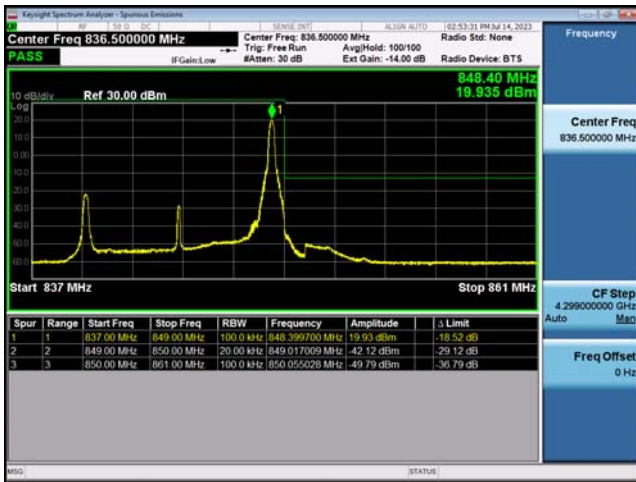 Keysight Spectrum Analyzer - Spurious Emissions
RF 50 Ω DC SENSE:INT ALIGN AUTO 02:53:31 PM Jul 14, 2023
Center Freq 836.500000 MHz
Center Freq: 836.500000 MHz
Radio Std: None
Trig: Free Run
Avg|Hold: 100/100
PASS
IFGain:Low
#Atten: 30 dB
Ext Gain: -14.00 dB
Radio Device: BTS
848.40 MHz
19.935 dBm
10 dB/div
Ref 30.00 dBm
Log
20.0
10.0
0.00
10.0
20.0
30.0
40.0
50.0
60.0
1
Start 837 MHz
Stop 861 MHz
Spur Range Start Freq Stop Freq RBW Frequency Amplitude Δ Limit
1 1 837.00 MHz 849.00 MHz 100.0 kHz 848.399700 MHz 19.93 dBm -18.52 dB
2 2 849.00 MHz 850.00 MHz 20.00 kHz 849.017009 MHz -42.12 dBm -29.12 dB
3 3 850.00 MHz 861.00 MHz 100.0 kHz 850.055028 MHz -49.79 dBm -36.79 dB
MSG
STATUS
Frequency
Center Freq
836.500000 MHz
CF Step
4.299000000 GHz
Auto Man
Freq Offset
0 Hz